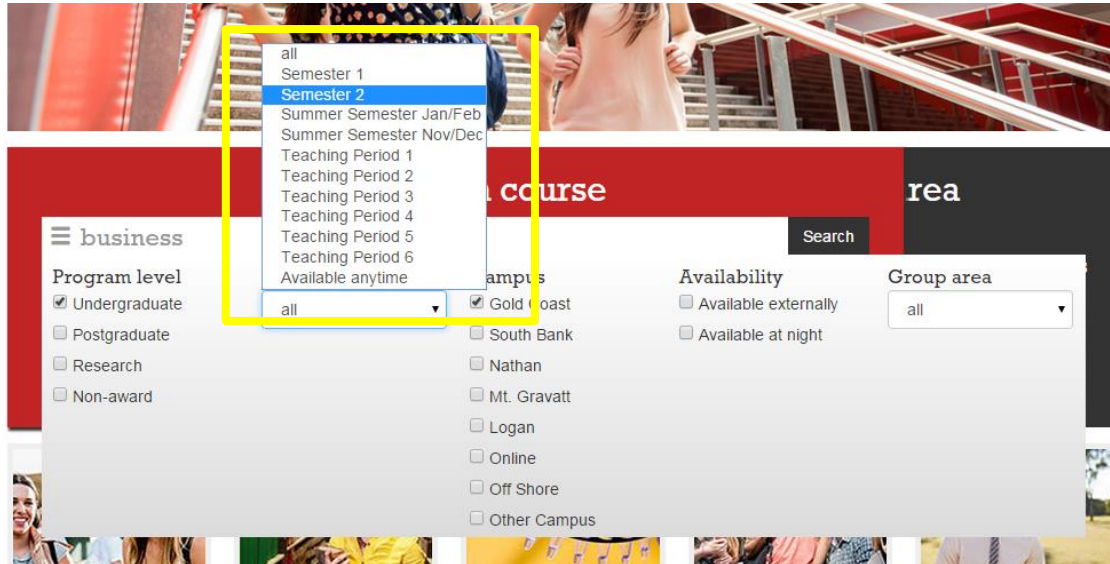 all
Semester 1
Semester 2
Summer Semester Jan/Feb
Summer Semester Nov/Dec
Teaching Period 1
Teaching Period 2
Teaching Period 3
Teaching Period 4
Teaching Period 5
Teaching Period 6
Available anytime
course
rea
business
Search
Program level
Undergraduate
Postgraduate
Research
Non-award
all
ampus
Gold Coast
South Bank
Nathan
Mt. Gravatt
Logan
Online
Off Shore
Other Campus
Availability
Available externally
Available at night
Group area
all